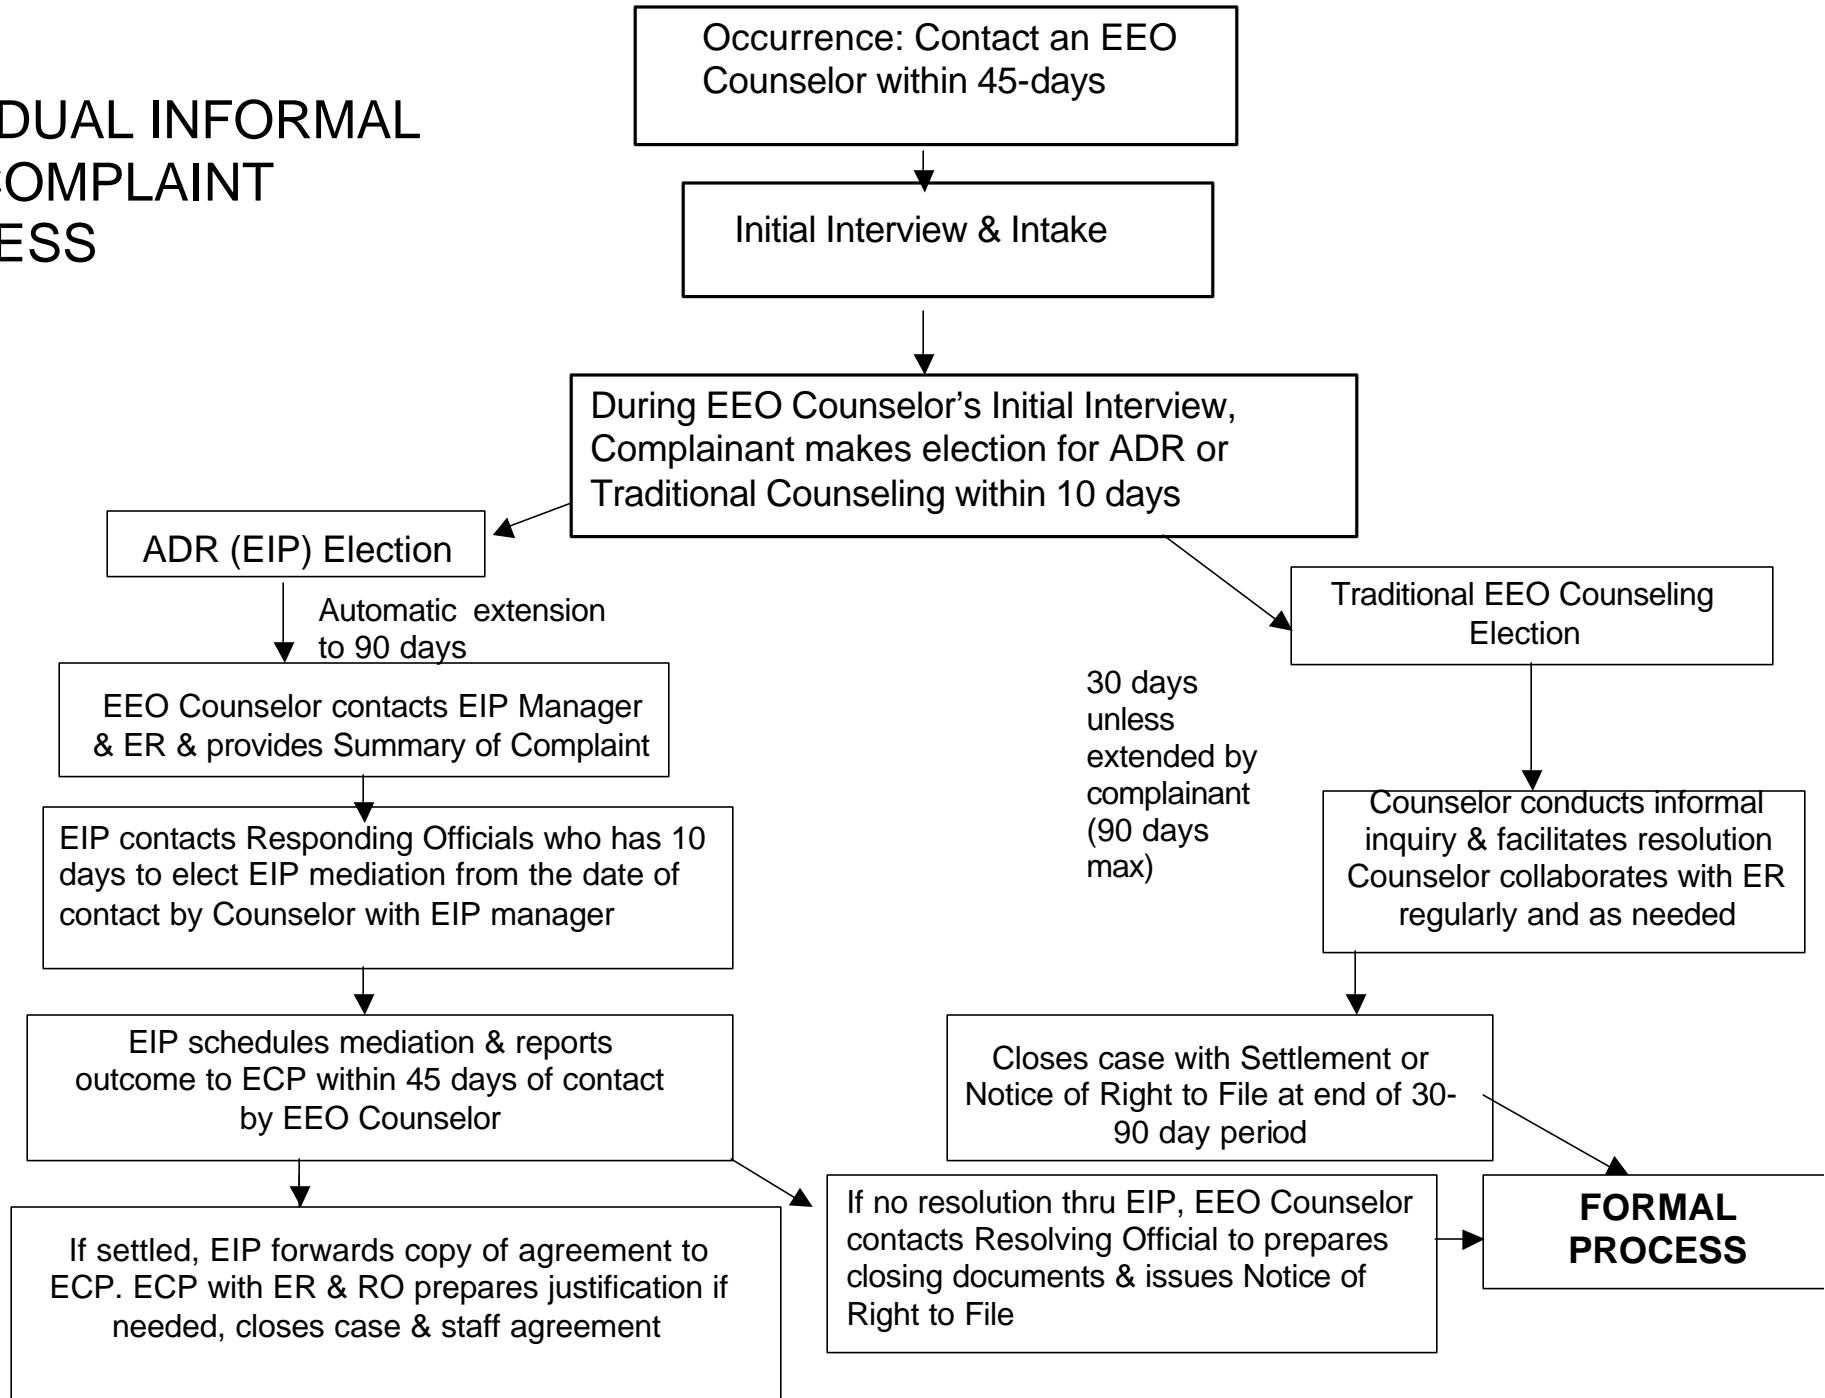 DUAL INFORMAL
COMPLAINT
ESS
Occurrence: Contact an EEO
Counselor within 45-days
Initial Interview & Intake
During EEO Counselor’s Initial Interview,
Complainant makes election for ADR or
Traditional Counseling within 10 days
ADR (EIP) Election
Automatic extension
to 90 days
EEO Counselor contacts EIP Manager
& ER & provides Summary of Complaint
EIP contacts Responding Officials who has 10
days to elect EIP mediation from the date of
contact by Counselor with EIP manager
EIP schedules mediation & reports
outcome to ECP within 45 days of contact
by EEO Counselor
If settled, EIP forwards copy of agreement to
ECP. ECP with ER & RO prepares justification if
needed, closes case & staff agreement
Traditional EEO Counseling
Election
30 days
unless
extended by
complainant
(90 days
max)
Counselor conducts informal
inquiry & facilitates resolution
Counselor collaborates with ER
regularly and as needed
Closes case with Settlement or
Notice of Right to File at end of 30-
90 day period
If no resolution thru EIP, EEO Counselor
contacts Resolving Official to prepares
closing documents & issues Notice of
Right to File
FORMAL
PROCESS